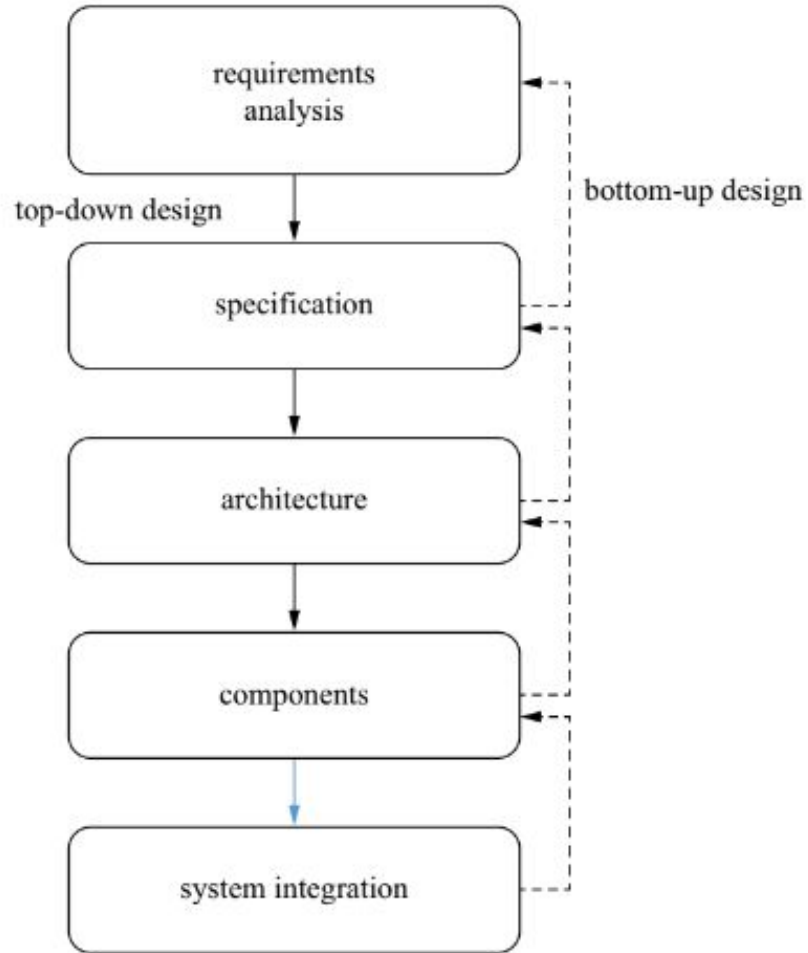 requirements
analysis
top-down design
bottom-up design
specification
architecture
components
system integration